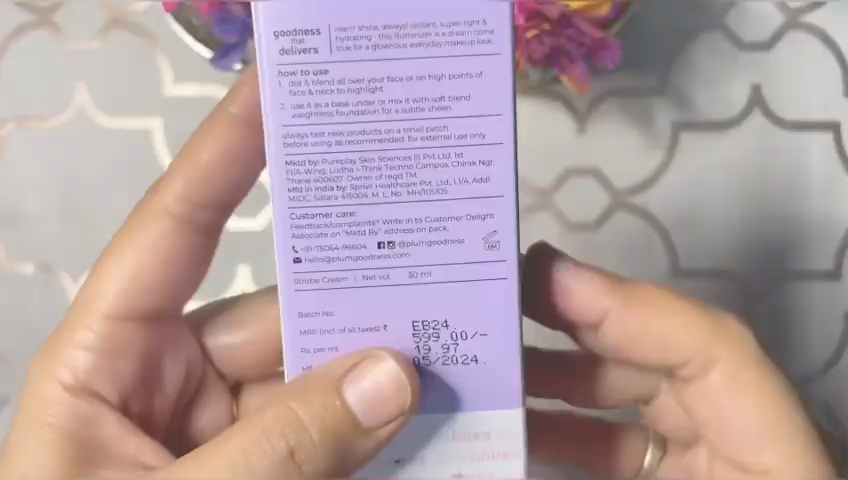 goodness
that
delivers
shine, always! radiant, super-light &
hydrating - this illuminizer is a dream come
true for a glowrious everyday makeup look.
how to use
1. dot & blend all over your face or on high points of
face & neck to highlight.
2. use it as a base under or mix it with soft blend
weightless foundation for a subtle sheen.
always test new products on a small patch
before using as recommended. for external use only
Mktd by: Pureplay Skin Sciences (I) Pvt Ltd, 1st
Wing, Lodha i-Think Techno Campus, Chirak Ngr,
Thane 400607. Owner of regd TM.
Mfd in India by: Sprivil Healthcare Pvt. Ltd., L1/4, Addl
MIDC, Satara 415004. M. L. No.: MH/105105
Customer care:
Feedback/complaints? Write in to Customer Delight
Associate on "Mktd By" address on pack.
+91-75064-96604 @plumgoodness
hello@plumgoodness.com
6M
Strobe Cream | Net vol. 30 ml
Batch No. EB24
MRP (incl. of all taxes): ₹ 599.00/-
Rs. per ml. 19.97
05/2024.